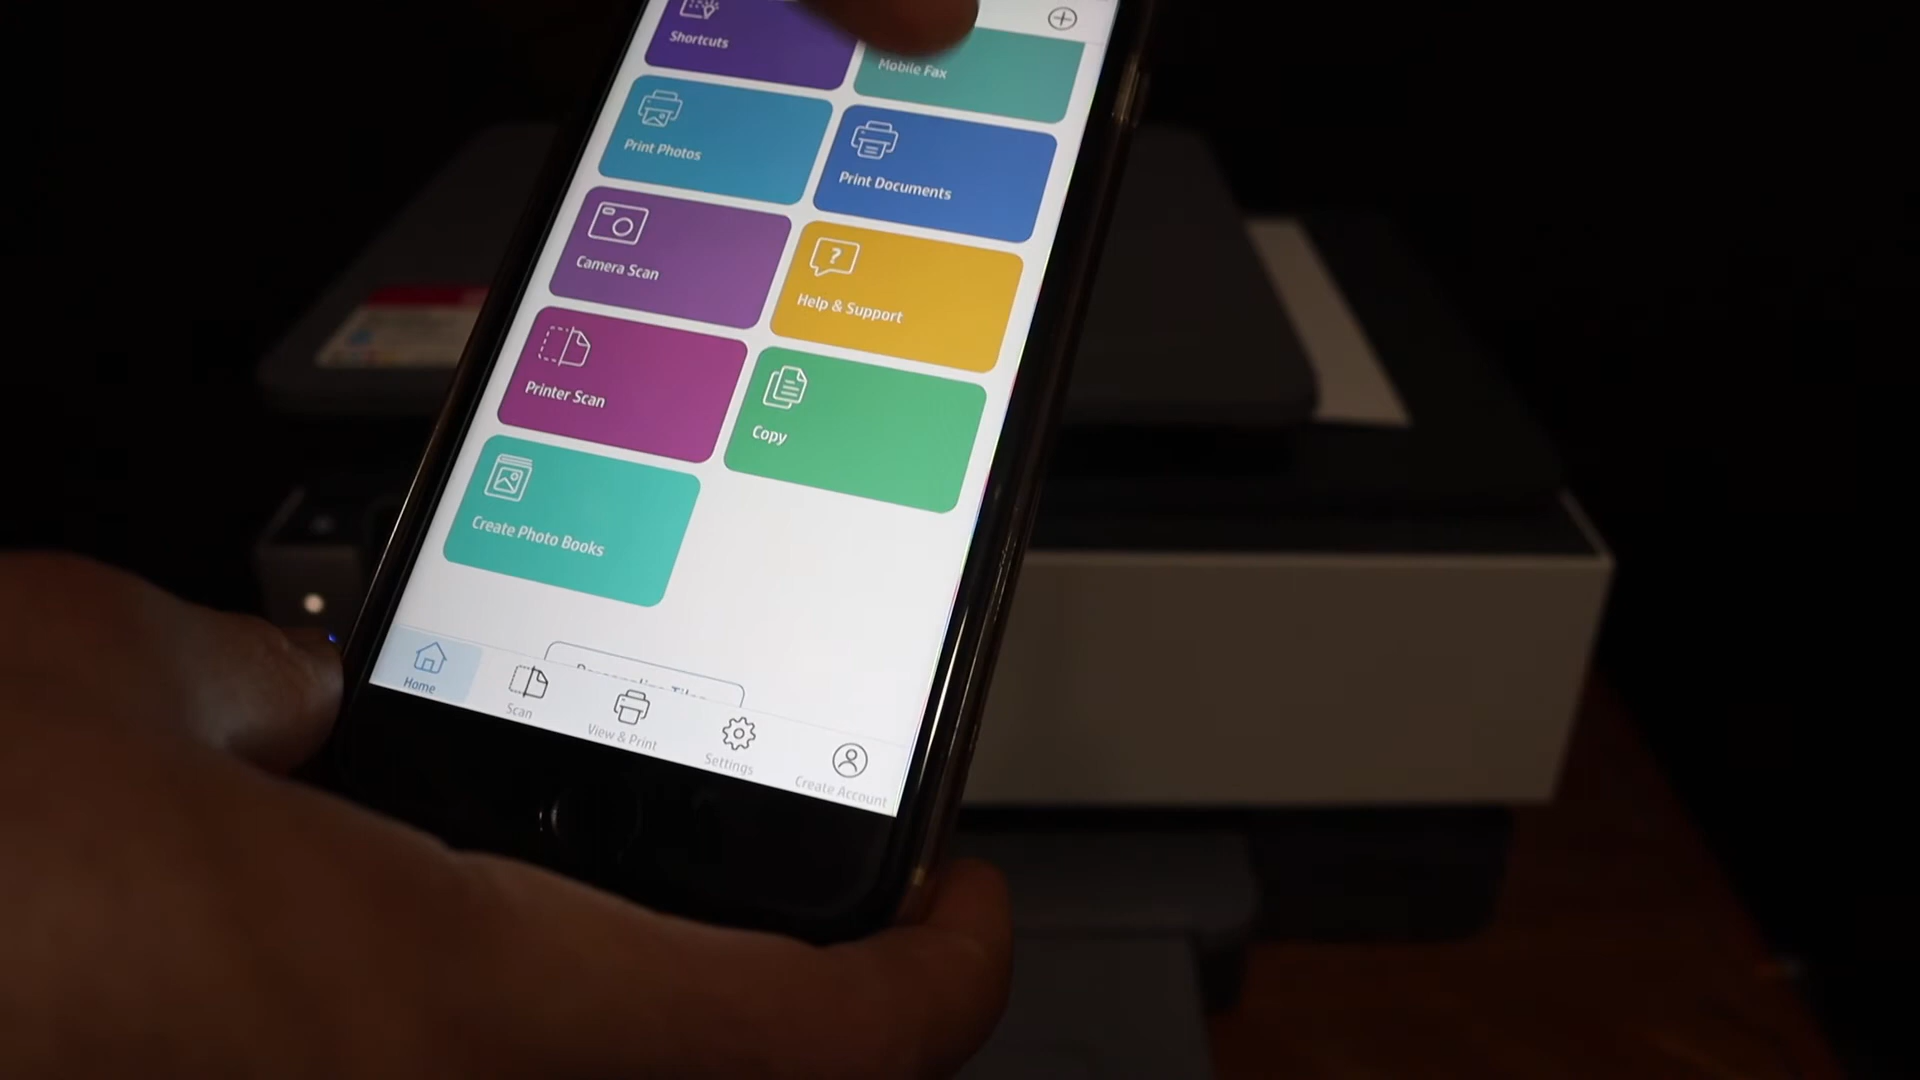 Shortcuts
Mobile Fax
Print Photos
Print Documents
Camera Scan
?
Help & Support
Printer Scan
Copy
Create Photo Books
Home
Scan
View & Print
Settings
Create Account